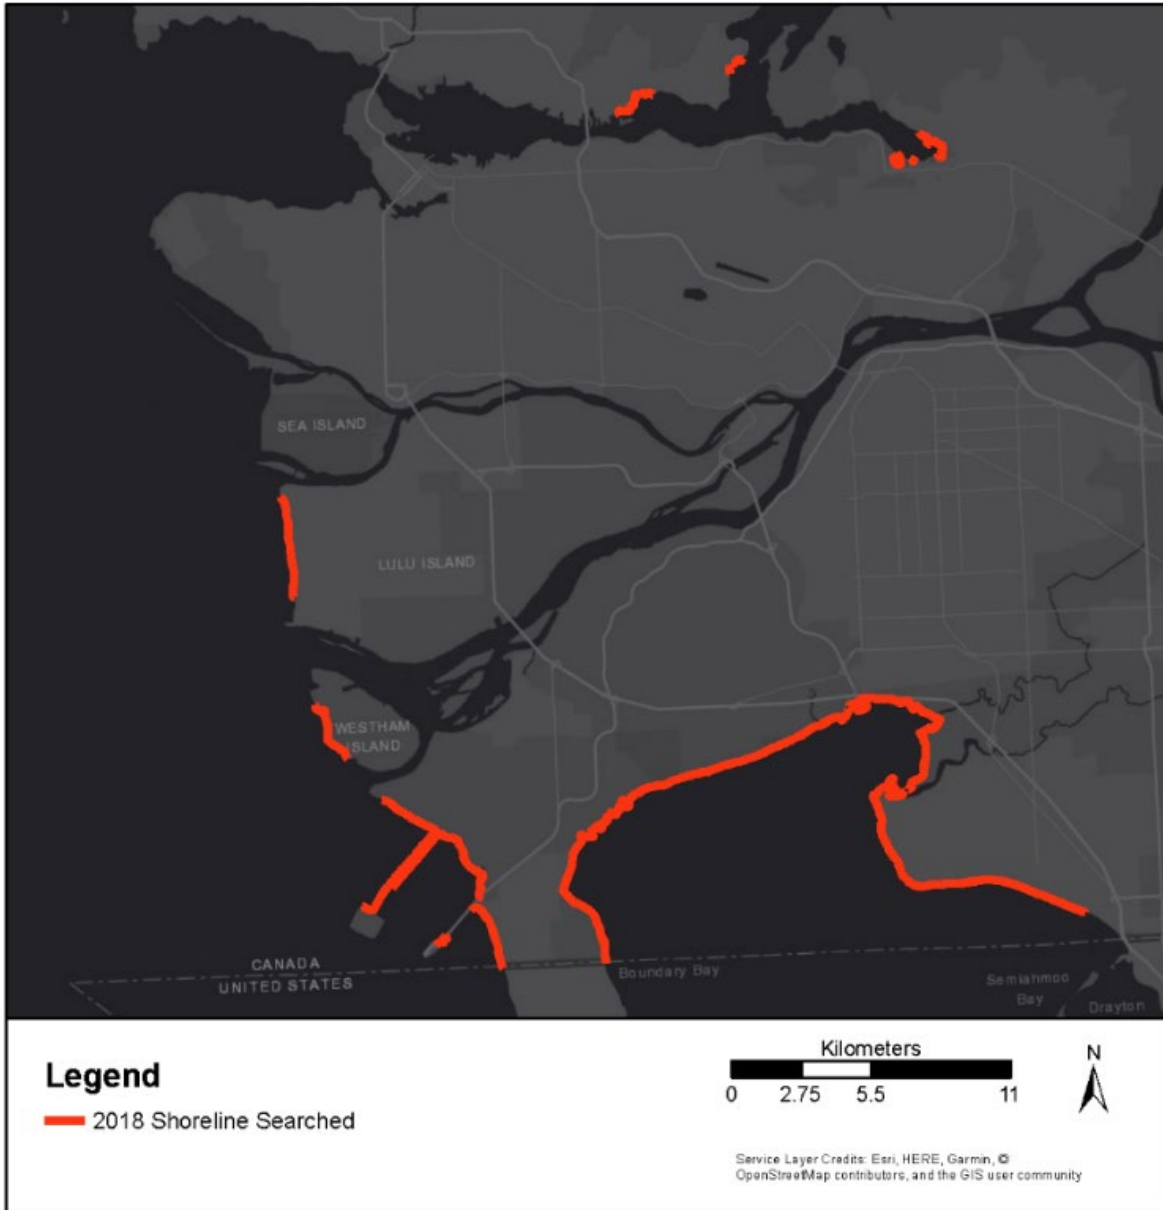 SEA ISLAND
LULU ISLAND
WESTHAM
ISLAND
CANADA
UNITED STATES
Boundary Bay
Semiahmoo
Bay
Drayton
Legend
2018 Shoreline Searched
Kilometers
0 2.75 5.5 11
N
Service Layer Credits: Esri, HERE, Garmin, ©
OpenStreetMap contributors, and the GIS user community